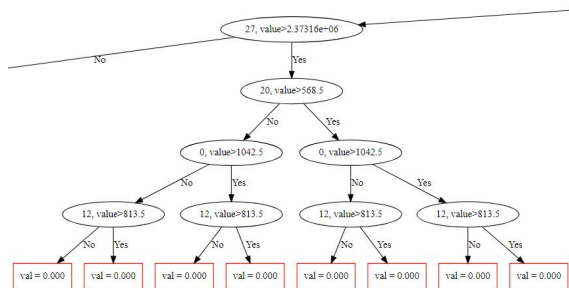 27, value>2.37316e+06
No
Yes
20, value>568.5
No
Yes
0, value>1042.5
0, value>1042.5
No
Yes
No
Yes
12, value>813.5
12, value>813.5
12, value>813.5
12, value>813.5
No
Yes
No
Yes
No
Yes
No
Yes
val = 0.000
val = 0.000
val = 0.000
val = 0.000
val = 0.000
val = 0.000
val = 0.000
val = 0.000